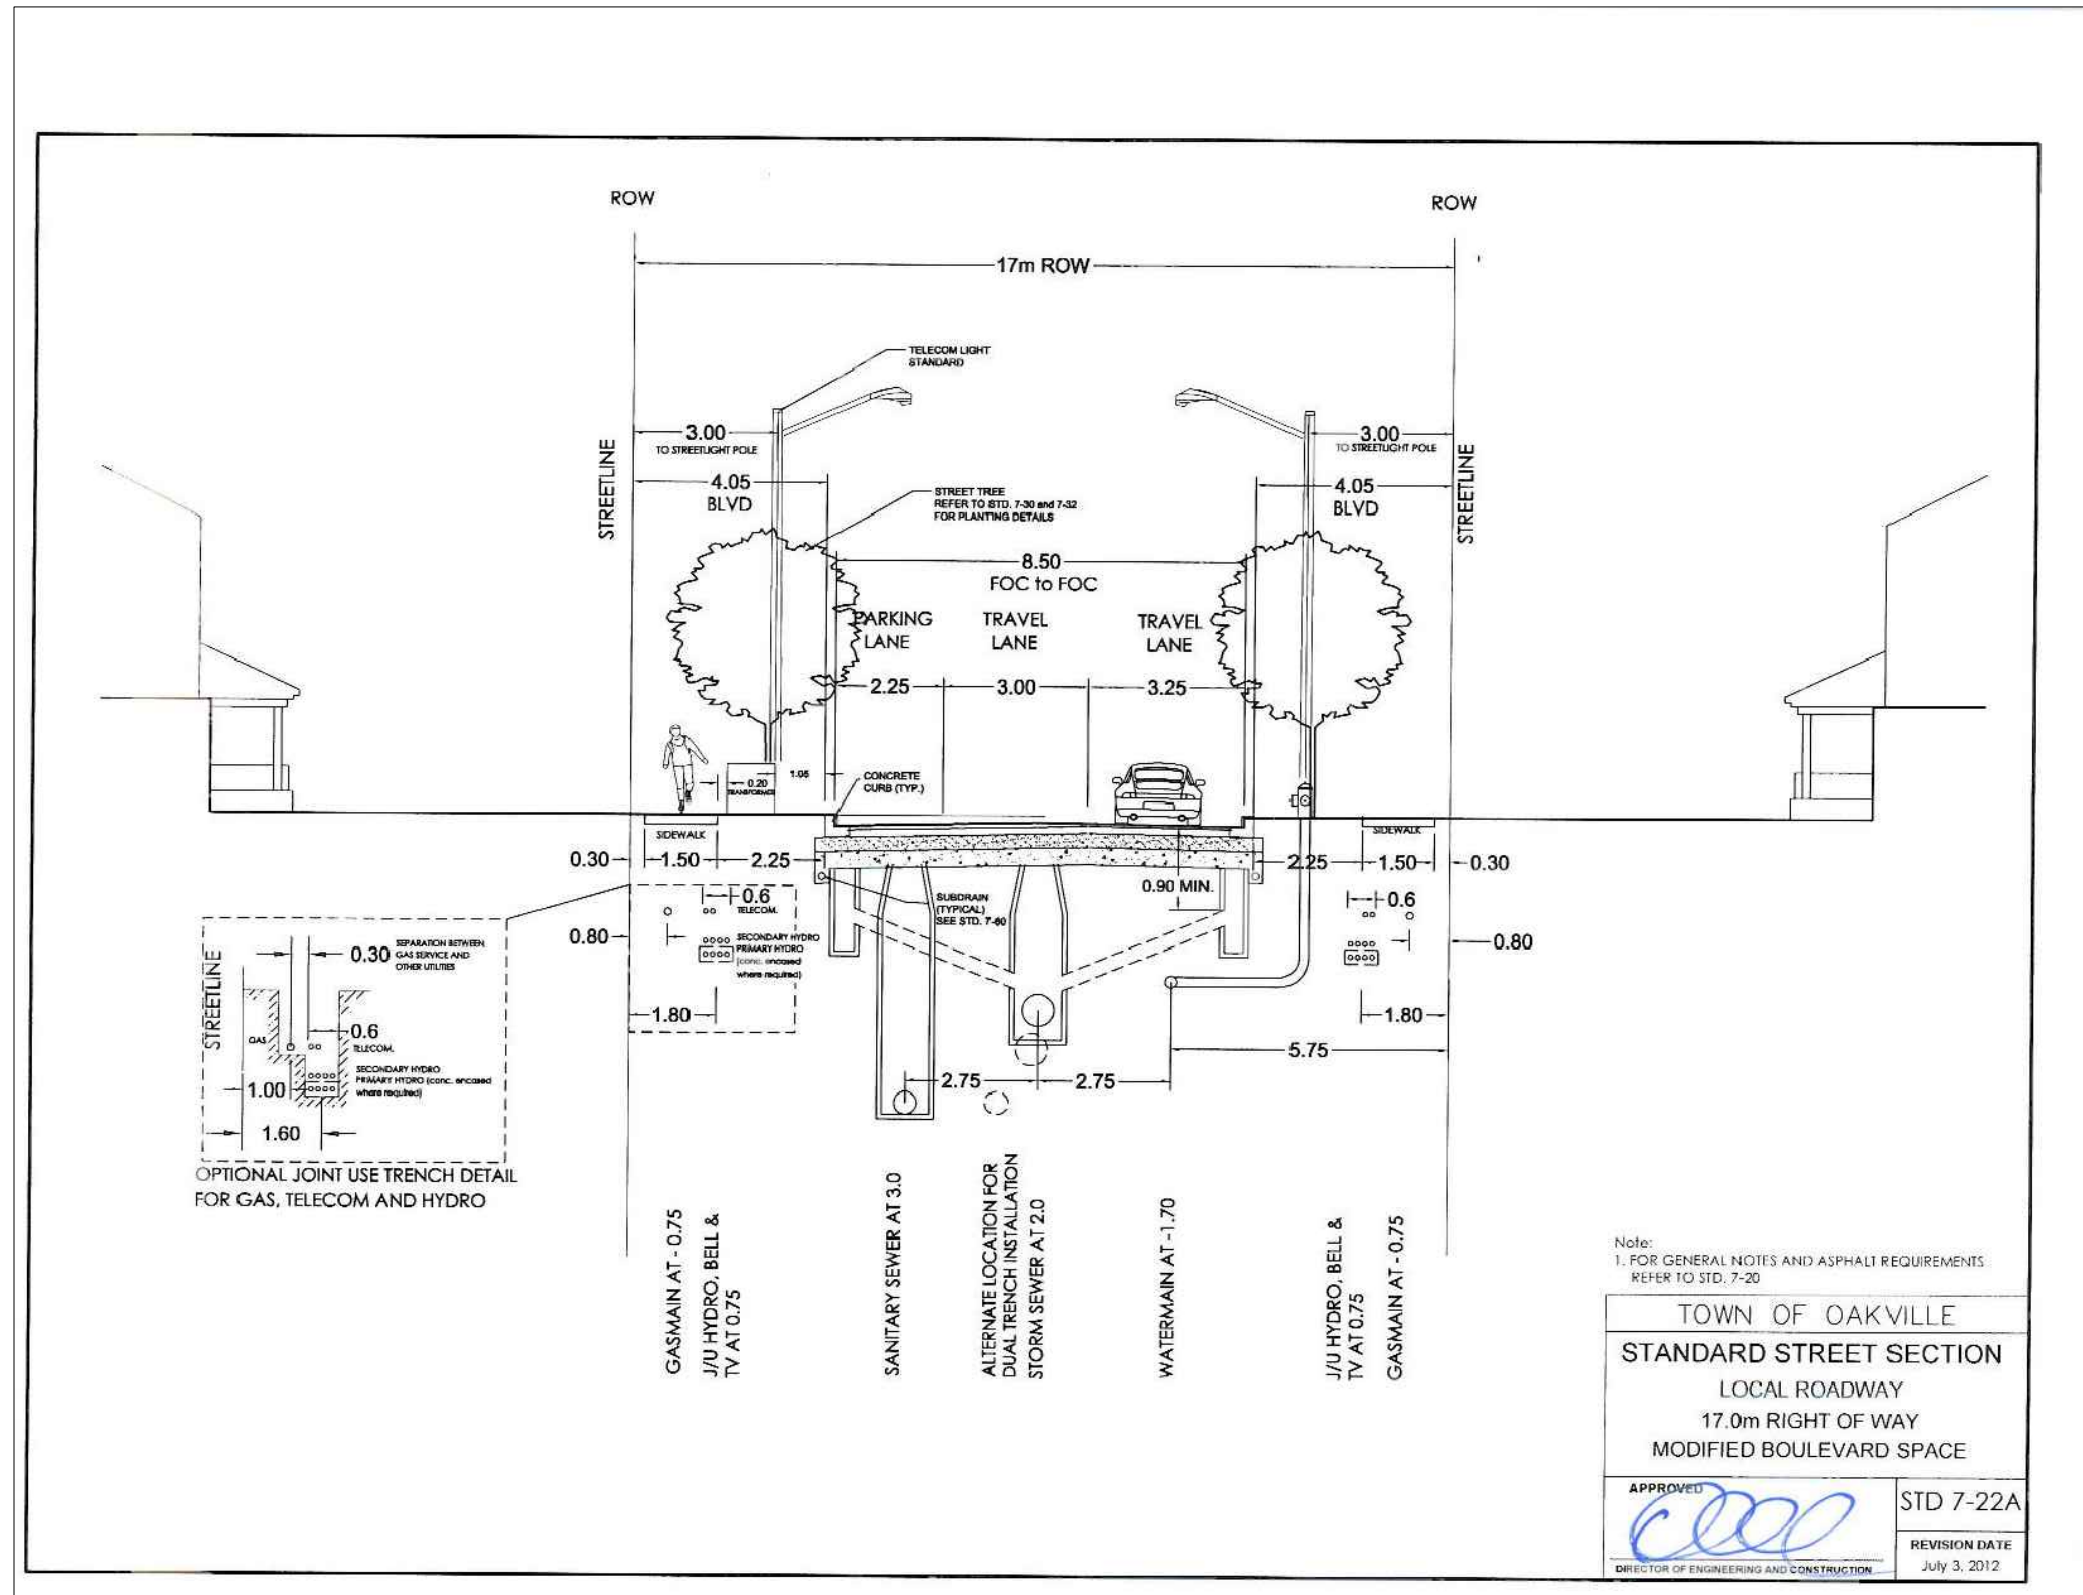 ROW
ROW
17m ROW
TELECOM LIGHT
STANDARD
3.00
TO STREETLIGHT POLE
3.00
TO STREETLIGHT POLE
STREETLINE
STREETLINE
4.05
BLVD
4.05
BLVD
STREET TREE
REFER TO STD. 7-30 and 7-32
FOR PLANTING DETAILS
8.50
FOC to FOC
PARKING
LANE
TRAVEL
LANE
TRAVEL
LANE
2.25
3.00
3.25
0.20
TRANSFORMER
1.05
CONCRETE
CURB (TYP.)
SIDEWALK
SIDEWALK
0.30
1.50
2.25
2.25
1.50
0.30
0.90 MIN.
0.6
TELECOM.
SUBDRAIN
(TYPICAL)
SEE STD. 7-60
0.6
0.80
SECONDARY HYDRO
PRIMARY HYDRO
(conc. encased
where required)
0.80
1.80
1.80
5.75
2.75
2.75
STREETLINE
0.30
SEPARATION BETWEEN
GAS SERVICE AND
OTHER UTILITIES
GAS
0.6
TELECOM.
SECONDARY HYDRO
PRIMARY HYDRO (conc. encased
where required)
1.00
1.60
OPTIONAL JOINT USE TRENCH DETAIL
FOR GAS, TELECOM AND HYDRO
GASMAIN AT - 0.75
J/U HYDRO, BELL &
TV AT 0.75
SANITARY SEWER AT 3.0
ALTERNATE LOCATION FOR
DUAL TRENCH INSTALLATION
STORM SEWER AT 2.0
WATERMAIN AT -1.70
J/U HYDRO, BELL &
TV AT 0.75
GASMAIN AT - 0.75
Note:
1. FOR GENERAL NOTES AND ASPHALT REQUIREMENTS
REFER TO STD. 7-20
TOWN OF OAKVILLE
STANDARD STREET SECTION
LOCAL ROADWAY
17.0m RIGHT OF WAY
MODIFIED BOULEVARD SPACE
APPROVED
DIRECTOR OF ENGINEERING AND CONSTRUCTION
STD 7-22A
REVISION DATE
July 3, 2012